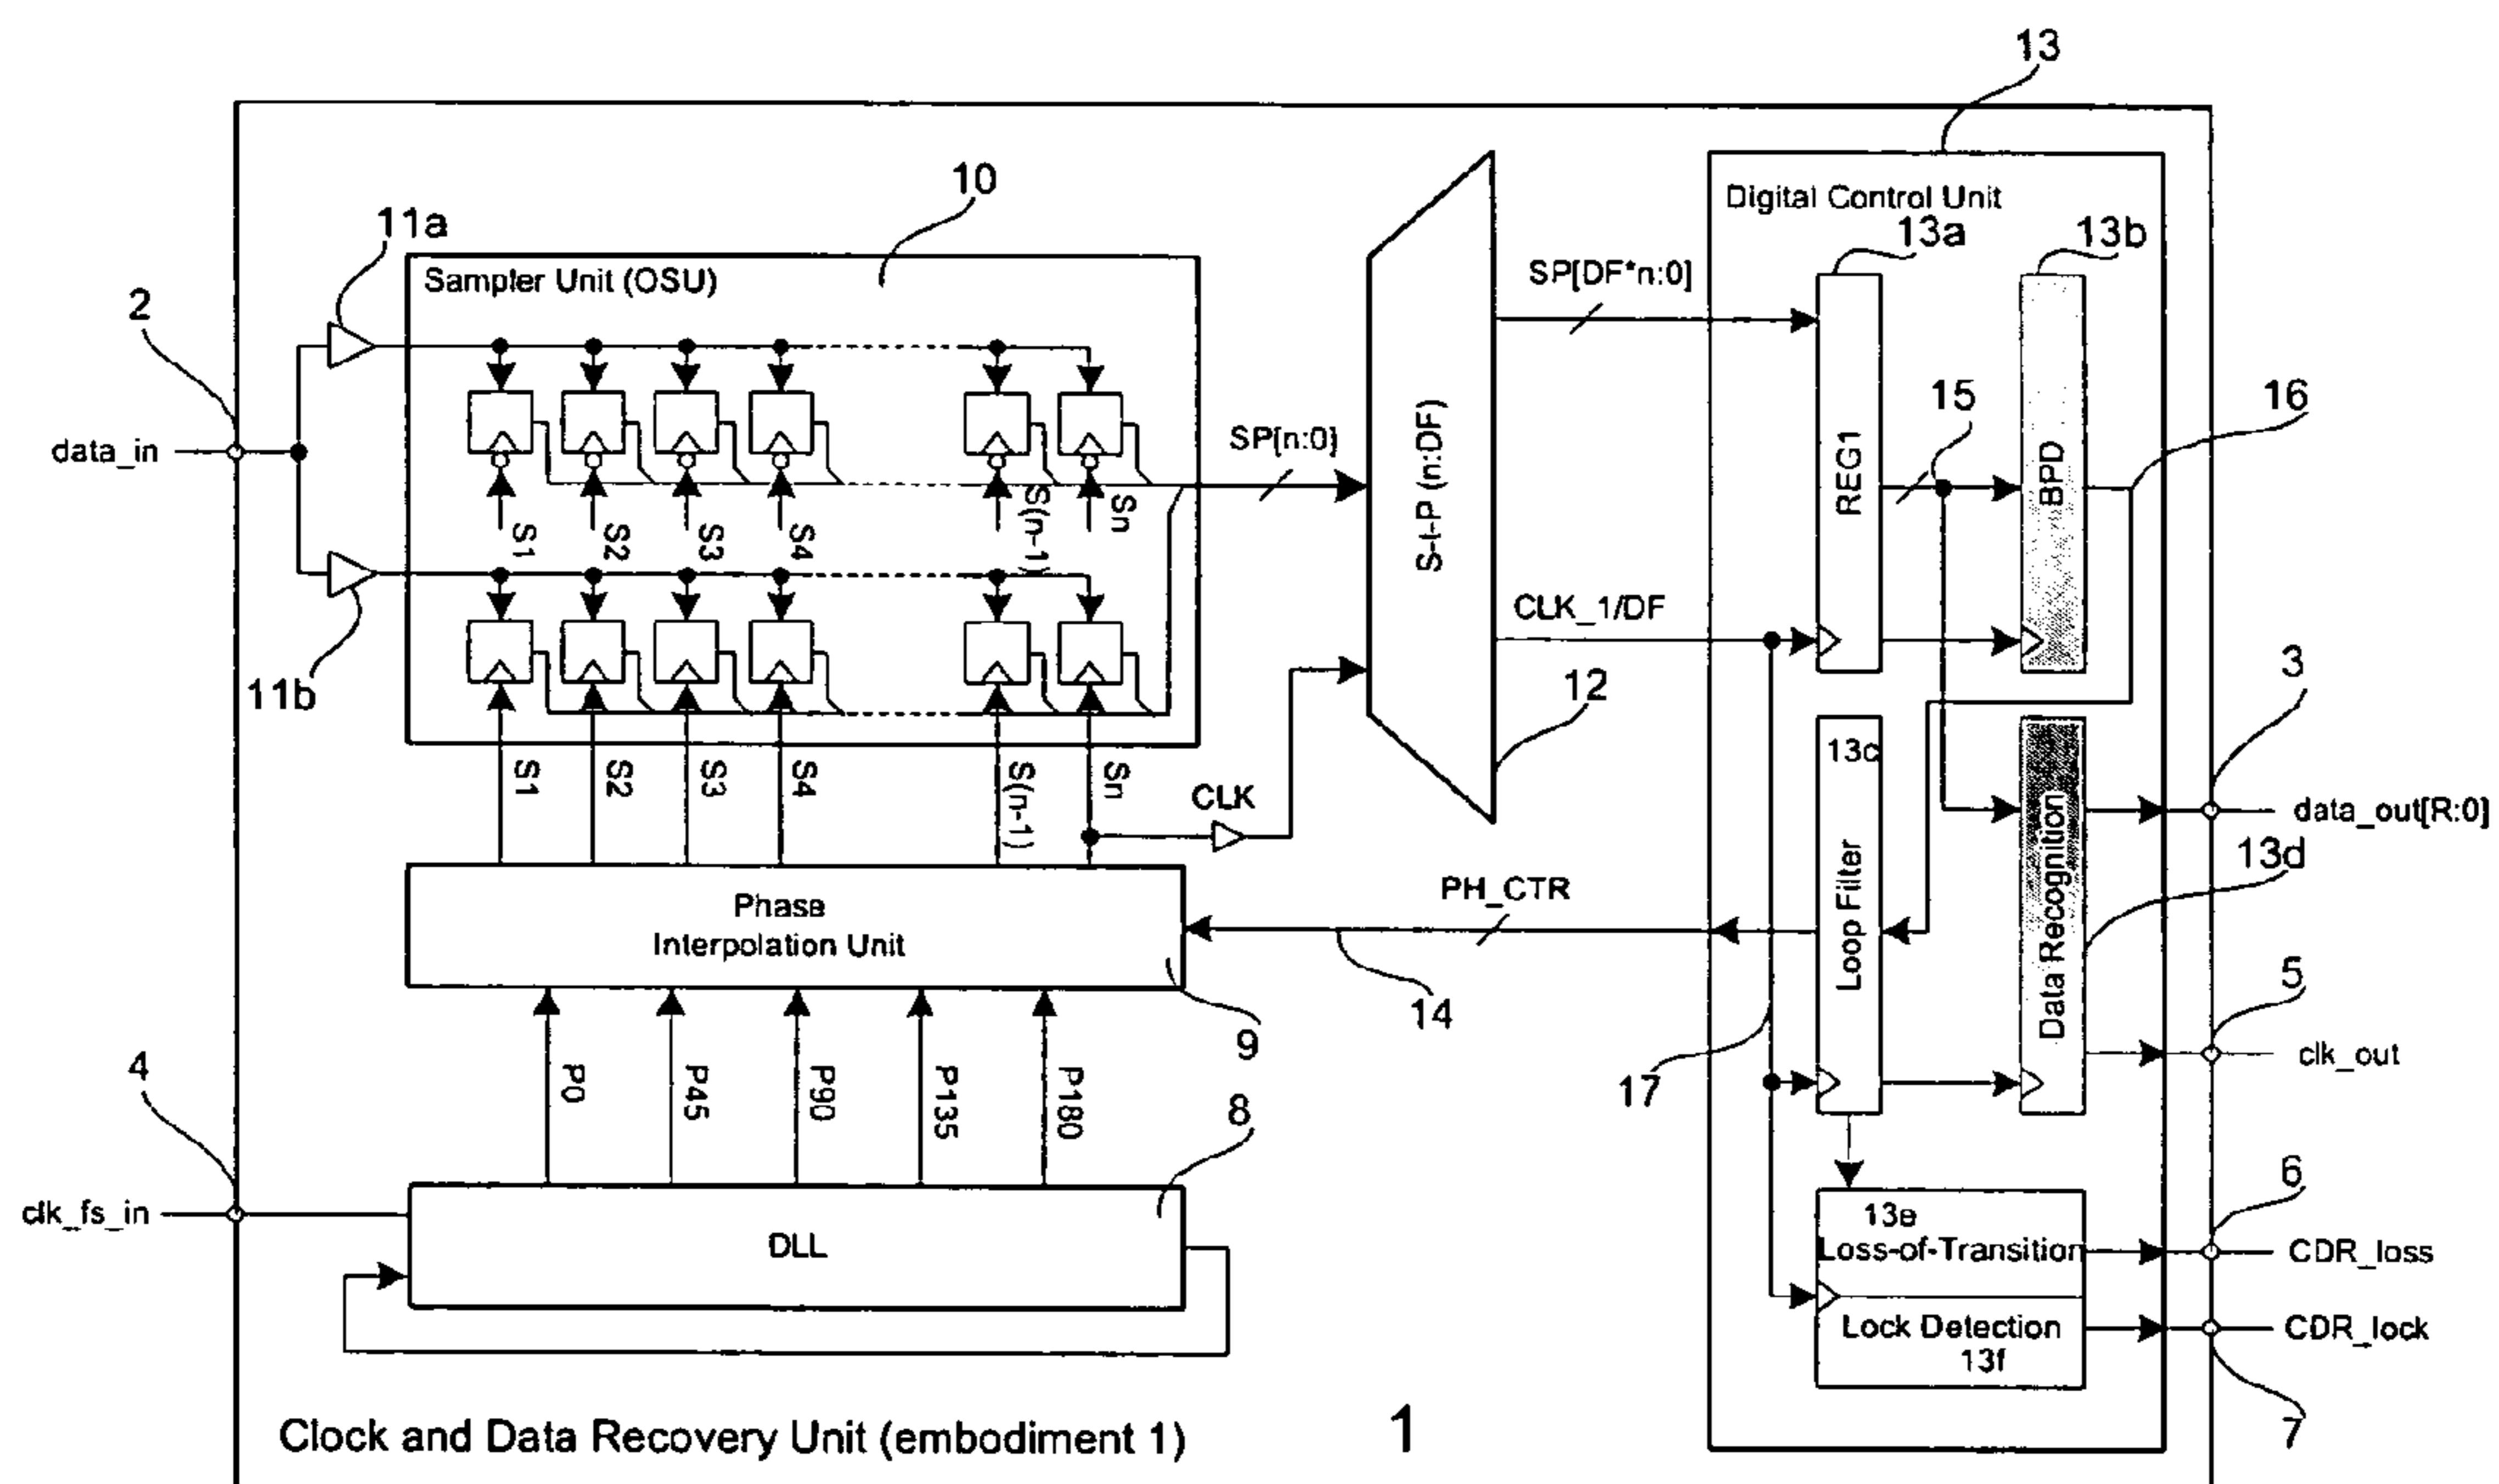 13
Digital Control Unit
10
11a
Sampler Unit (OSU)
13a
13b
SP[DF*n:0]
2
data_in
SP[n:0]
S-t-P (n:DF)
REG1
15
BPD
16
S1
S2
S3
S4
S(n-1)
Sn
CLK_1/DF
11b
12
3
S1
S2
S3
S4
S(n-1)
Sn
CLK
13c
Loop Filter
Data Recognition
data_out[R:0]
13d
PH_CTR
Phase
Interpolation Unit
14
9
17
5
clk_out
4
P0
P45
P90
P135
P180
8
clk_fs_in
DLL
6
13e
Loss-of-Transition
CDR_loss
Lock Detection
13f
CDR_lock
7
Clock and Data Recovery Unit (embodiment 1)
1